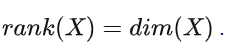 rank(X) = dim(X) .